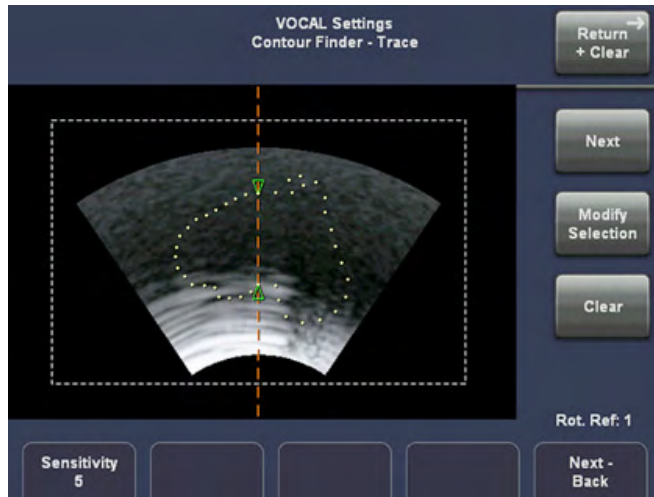 VOCAL Settings
Contour Finder - Trace
Return
+ Clear
Next
Modify
Selection
Clear
Rot. Ref: 1
Sensitivity
5
Next -
Back